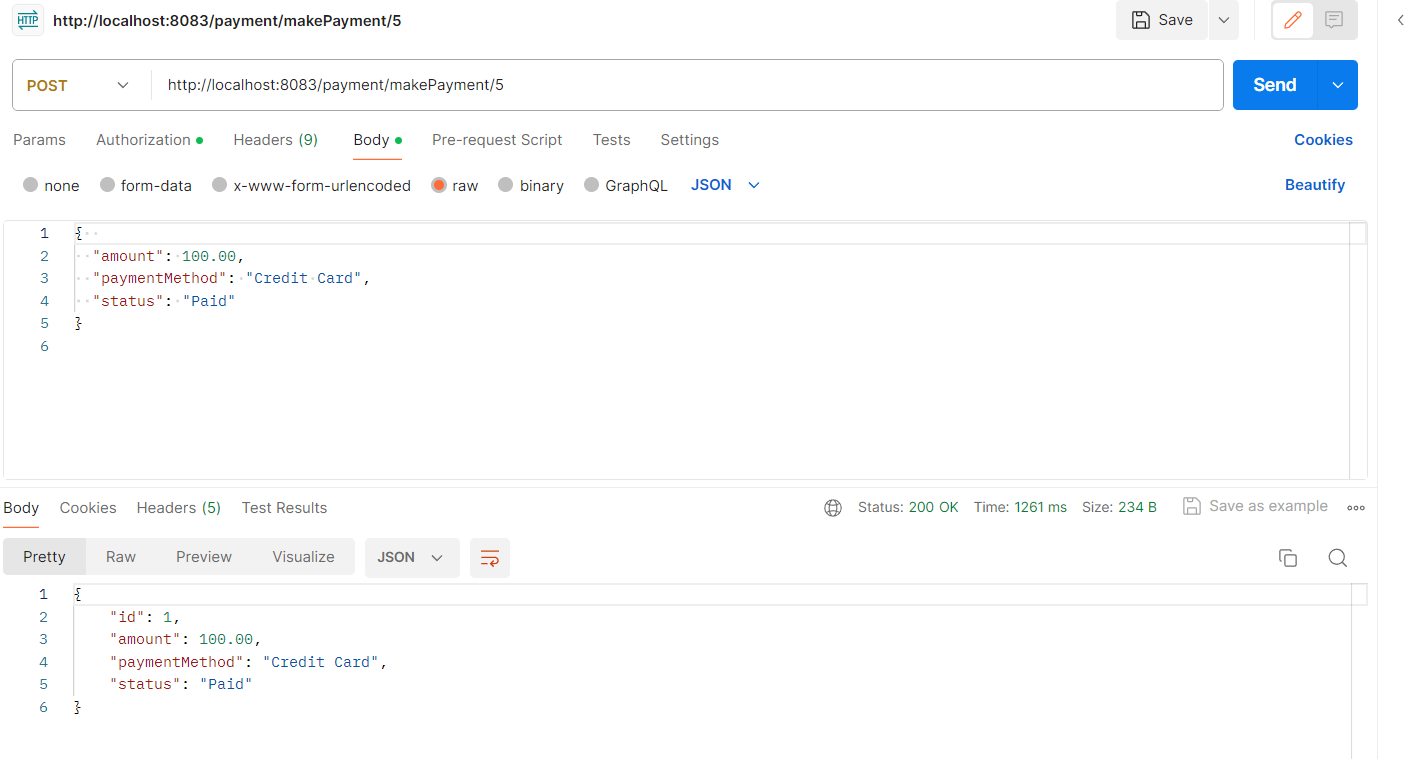 HTTP http://localhost:8083/payment/makePayment/5 Save
POST http://localhost:8083/payment/makePayment/5 Send
Params Authorization Headers (9) Body Pre-request Script Tests Settings Cookies
none form-data x-www-form-urlencoded raw binary GraphQL JSON Beautify
1 {
2 "amount": 100.00,
3 "paymentMethod": "Credit Card",
4 "status": "Paid"
5 }
6
Body Cookies Headers (5) Test Results Status: 200 OK Time: 1261 ms Size: 234 B Save as example
Pretty Raw Preview Visualize JSON
1 {
2 "id": 1,
3 "amount": 100.00,
4 "paymentMethod": "Credit Card",
5 "status": "Paid"
6 }